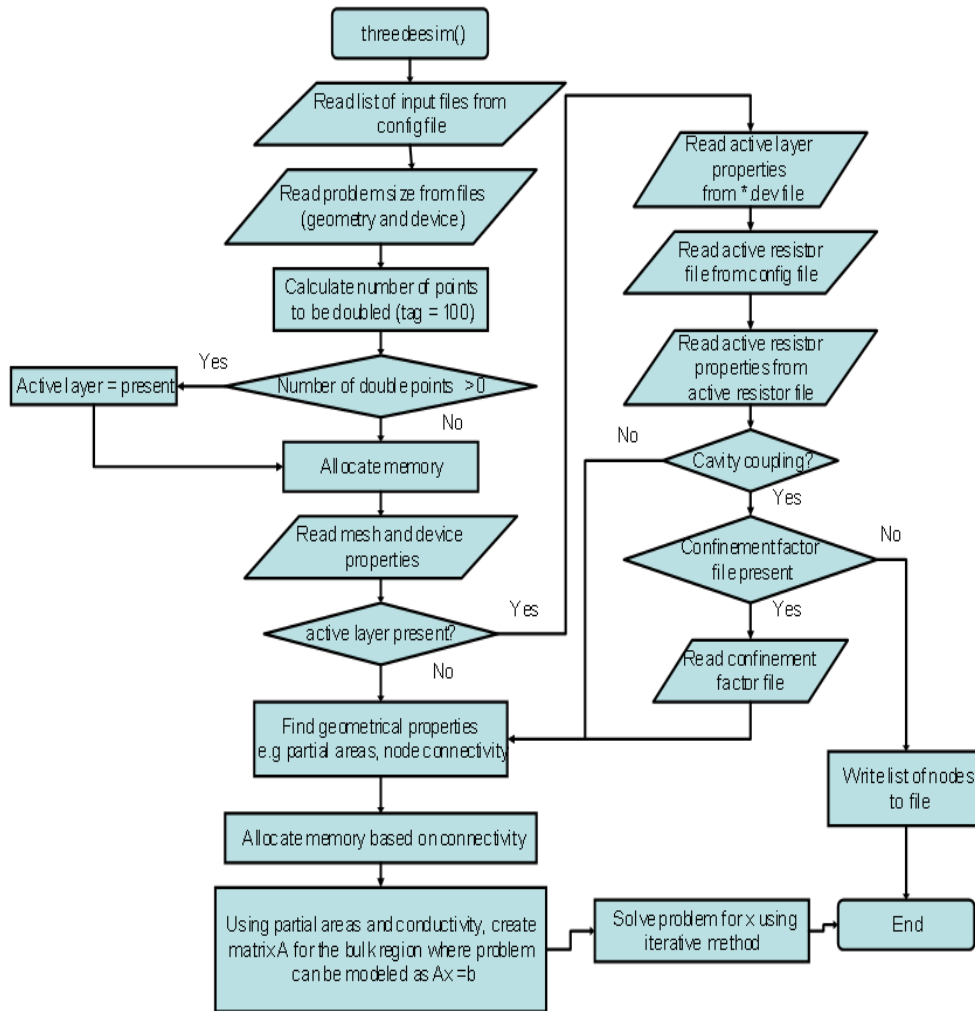 threedeesim()
Read list of input files from
config file
Read problem size from files
(geometry and device)
Calculate number of points
to be doubled (tag = 100)
Yes
Active layer = present
Number of double points >0
No
Allocate memory
Read mesh and device
properties
Yes
active layer present?
No
Find geometrical properties
e.g partial areas, node connectivity
Allocate memory based on connectivity
Using partial areas and conductivity, create
matrix A for the bulk region where problem
can be modeled as Ax =b
Solve problem for x using
iterative method
Read active layer
properties
from *.dev file
Read active resistor
file from config file
Read active resistor
properties from
active resistor file
No
Cavity coupling?
Yes
No
Confinement factor
file present
Yes
Read confinement
factor file
Write list of nodes
to file
End